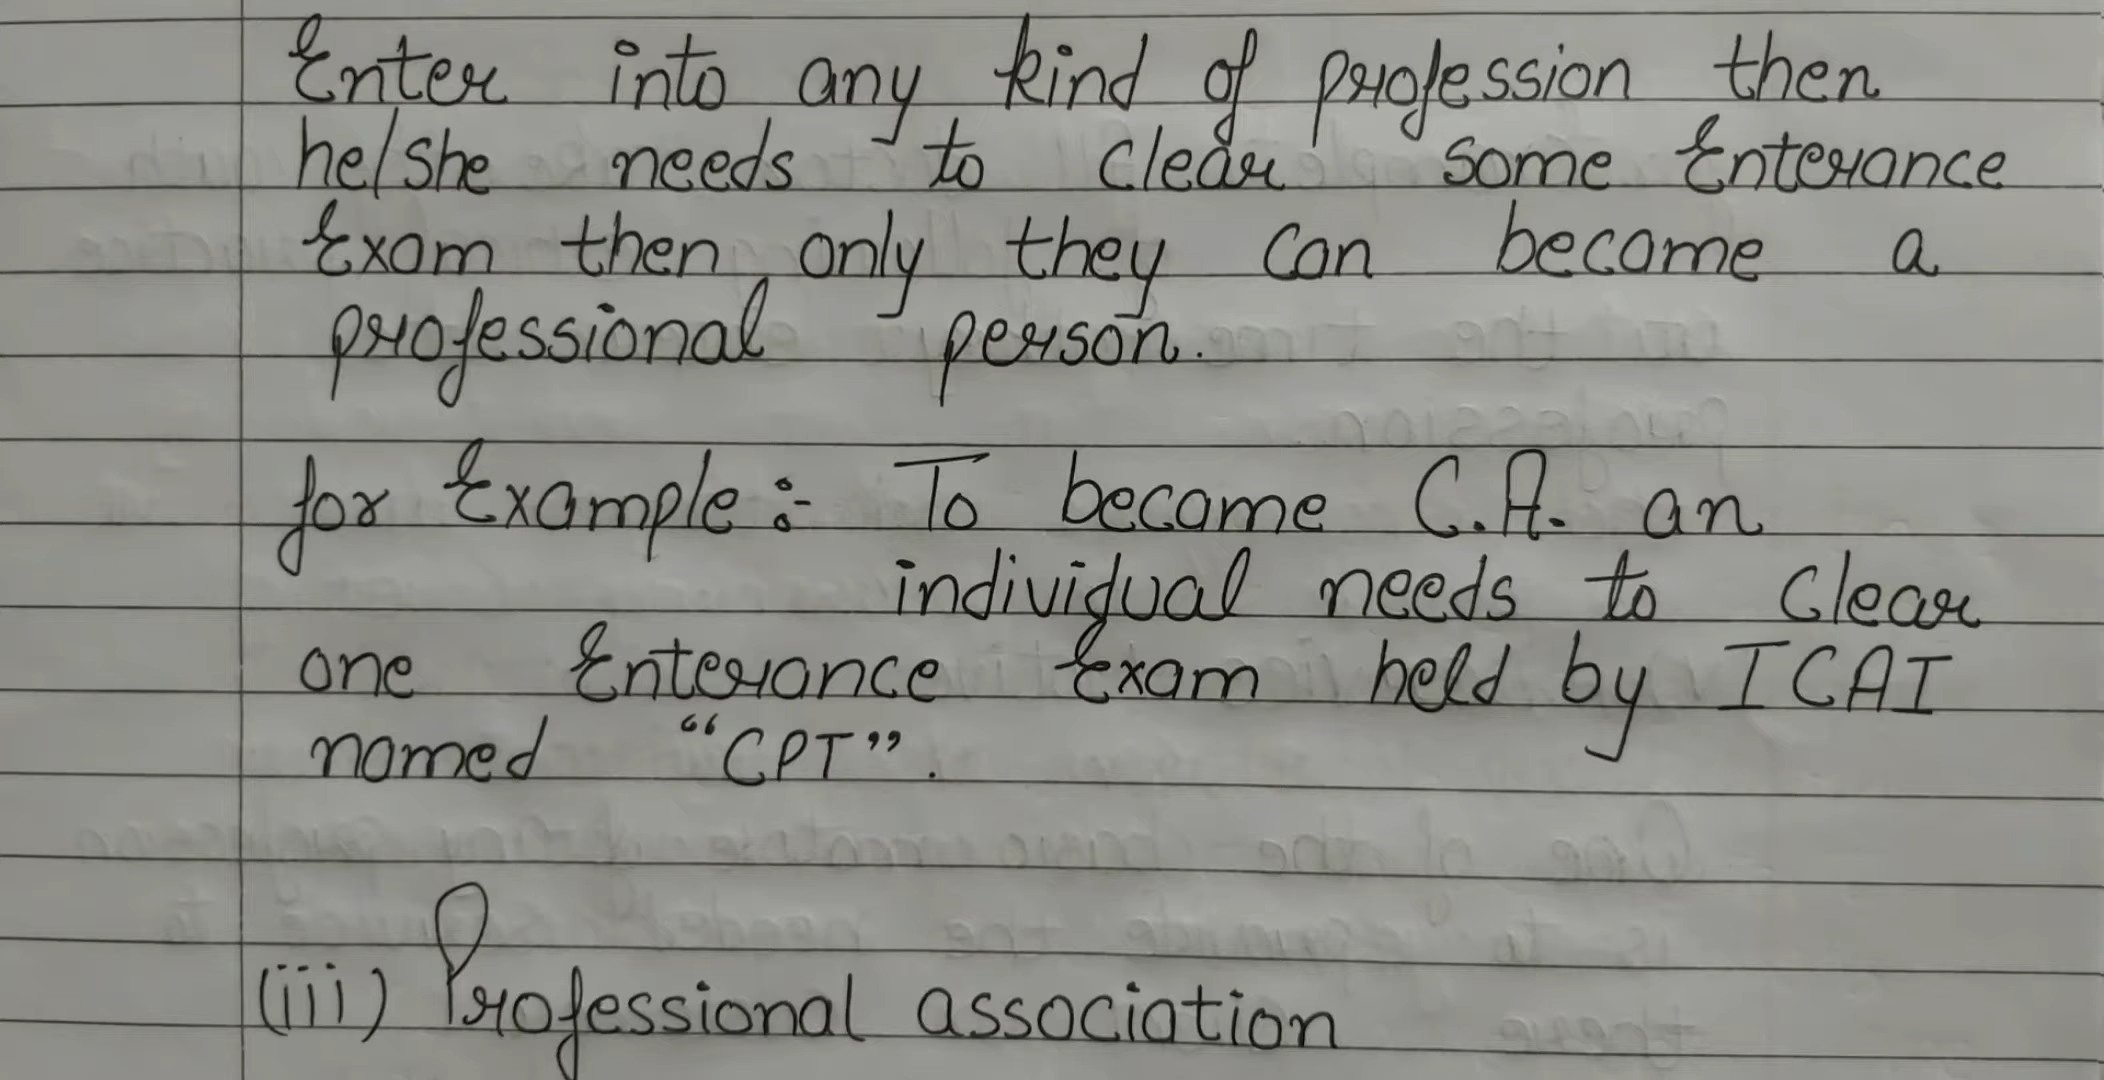 Enter into any kind of profession then
he/she needs to clear some Enterance
Exam then only they can become a
professional person.
for Example :- To become C.A. an
individual needs to clear
one Enterance Exam held by ICAI
named "CPT".
(iii) Professional association